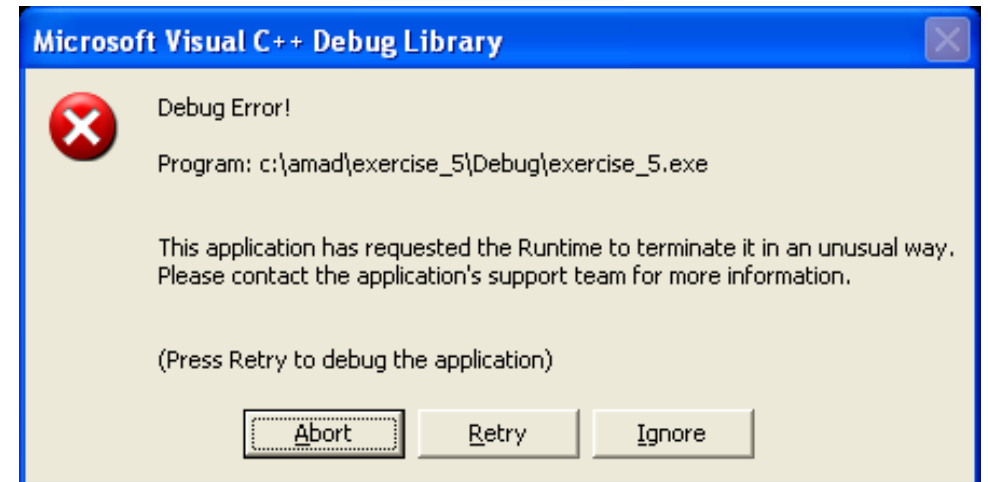 Microsoft Visual C++ Debug Library
Debug Error!
Program: c:\amad\exercise_5\Debug\exercise_5.exe
This application has requested the Runtime to terminate it in an unusual way.
Please contact the application's support team for more information.
(Press Retry to debug the application)
Abort Retry Ignore